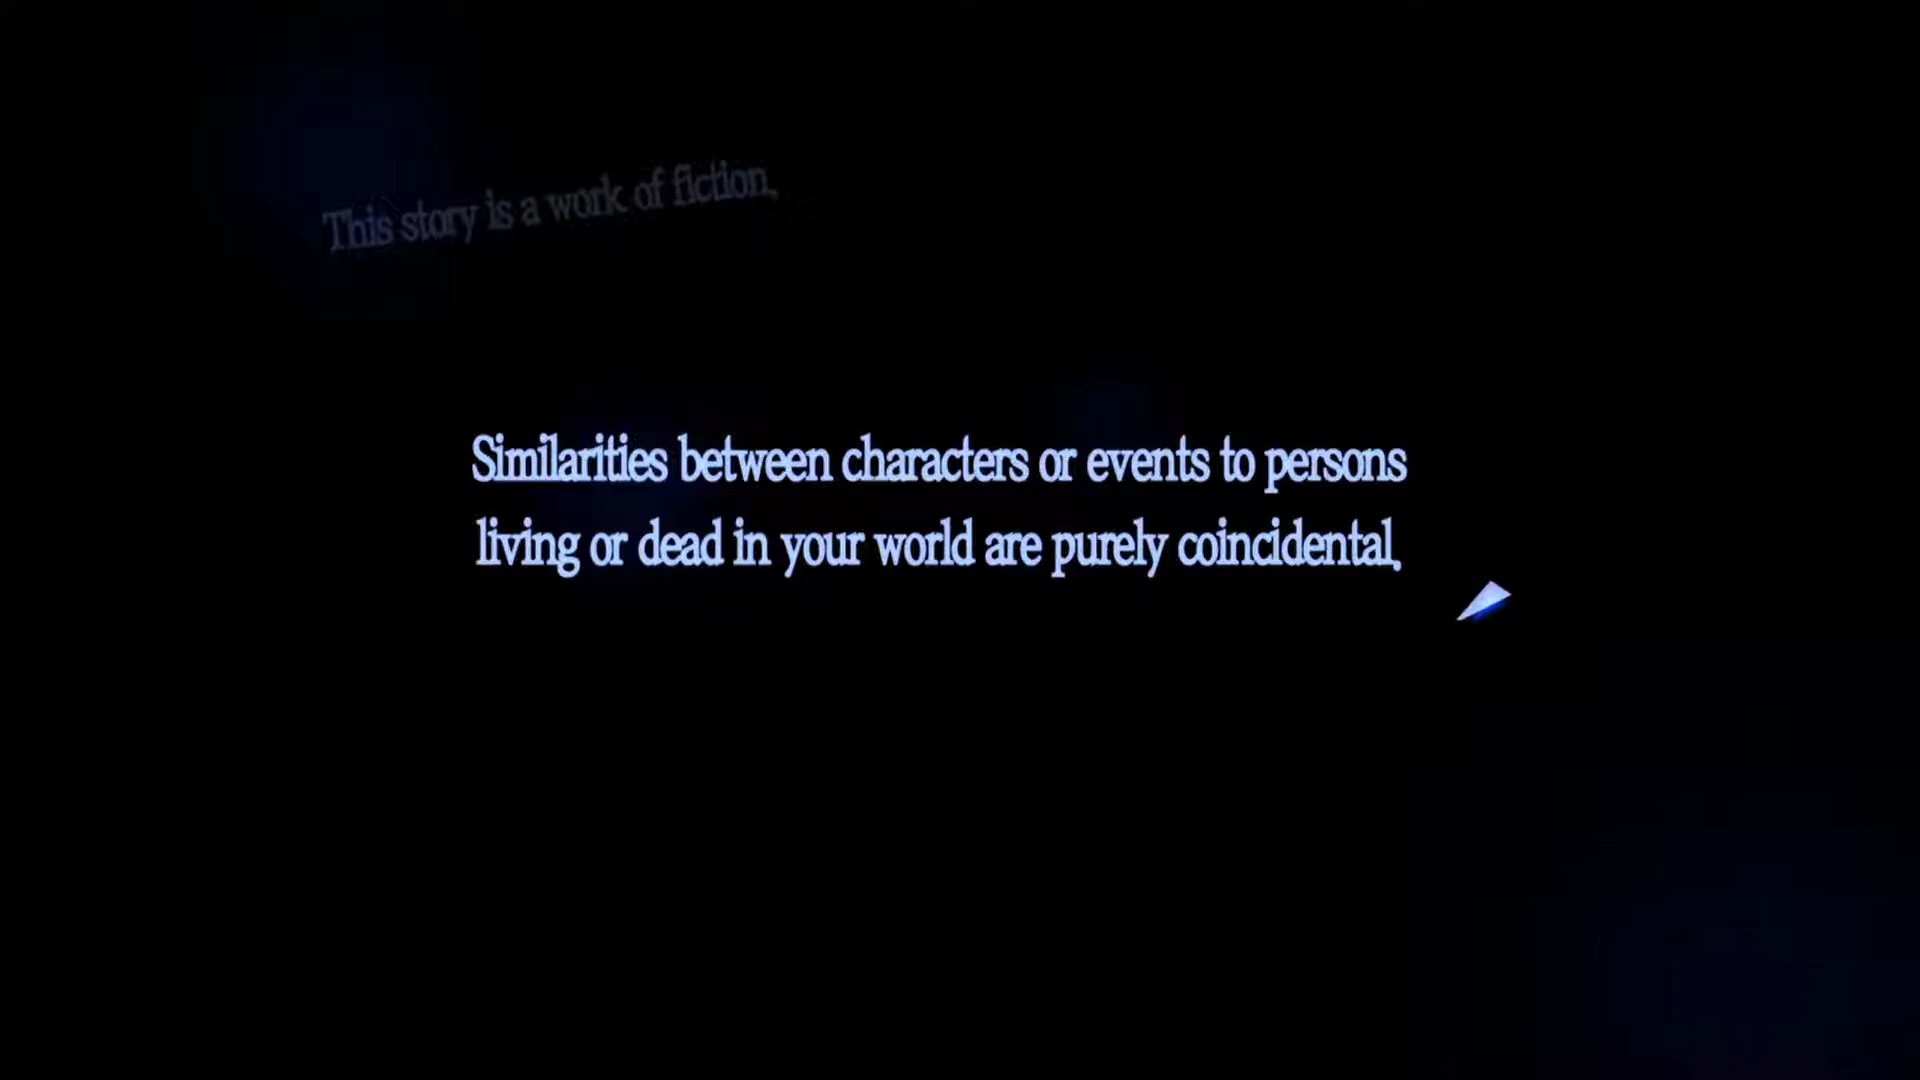 This story is a work of fiction.
Similarities between characters or events to persons
living or dead in your world are purely coincidental.